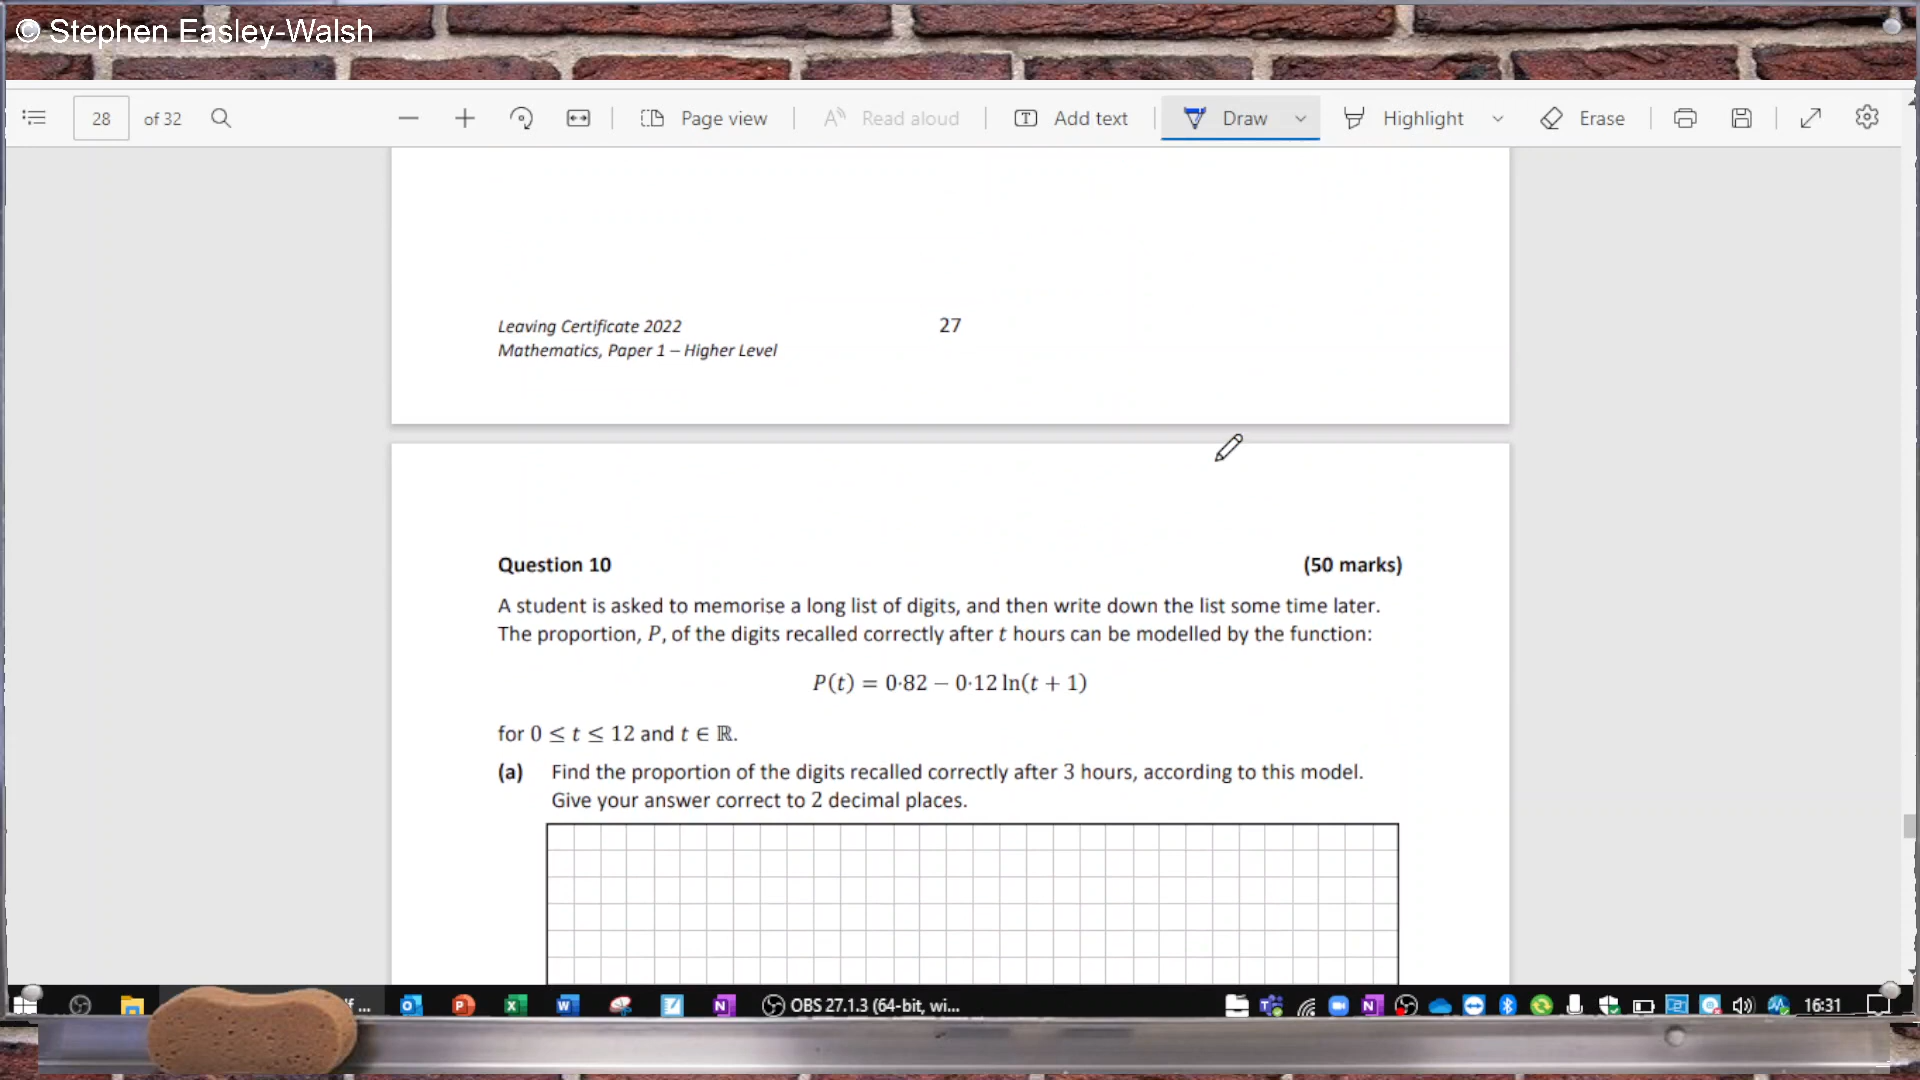 © Stephen Easley-Walsh
28 of 32 Page view Read aloud Add text Draw Highlight Erase
Leaving Certificate 2022 27
Mathematics, Paper 1 – Higher Level
Question 10 (50 marks)
A student is asked to memorise a long list of digits, and then write down the list some time later.
The proportion, P, of the digits recalled correctly after t hours can be modelled by the function:
P(t) = 0·82 − 0·12 ln(t + 1)
for 0 ≤ t ≤ 12 and t ∈ ℝ.
(a) Find the proportion of the digits recalled correctly after 3 hours, according to this model.
Give your answer correct to 2 decimal places.
OBS 27.1.3 (64-bit, wi... 16:31